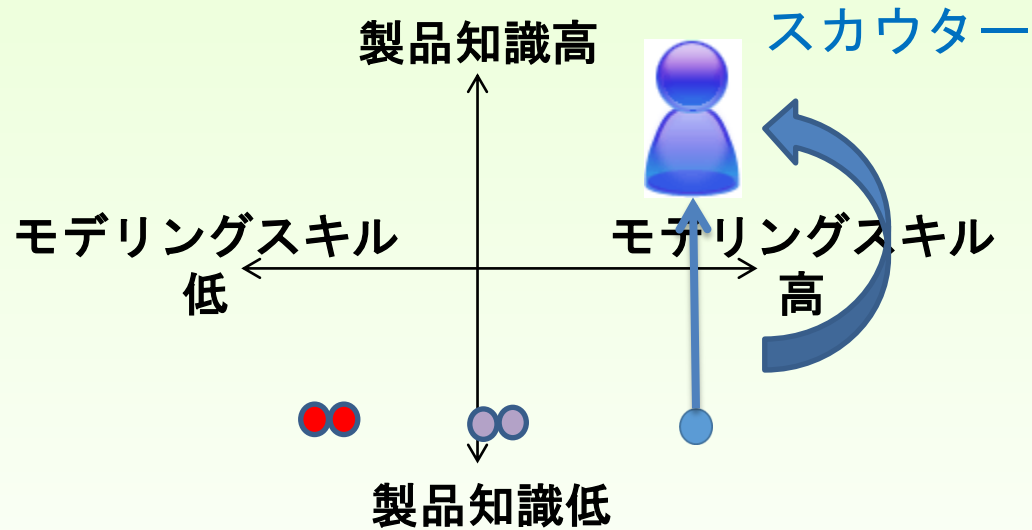 スカウター
製品知識高
モデリングスキル
低
モデリングスキル
高
製品知識低